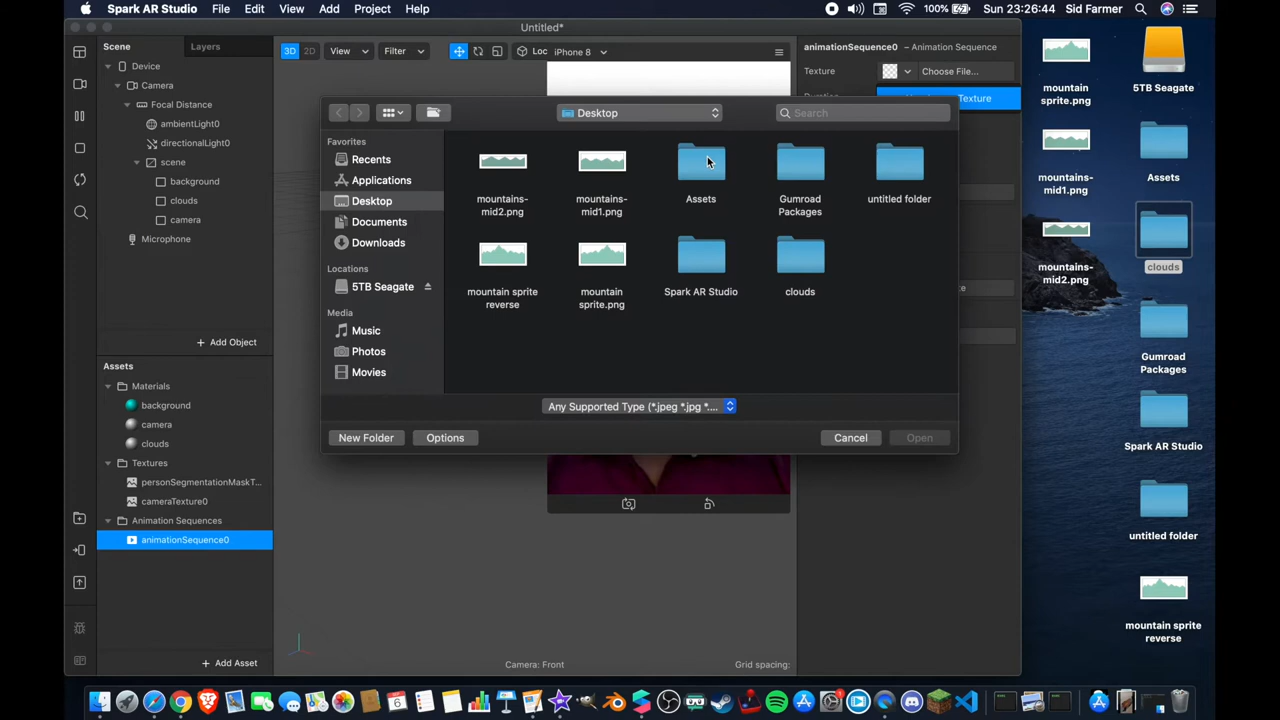 Spark AR Studio File Edit View Add Project Help
100% Sun 23:26:44 Sid Farmer
Untitled*
Scene Layers
3D 2D View Filter Loc iPhone 8
animationSequence0 – Animation Sequence
Texture Choose File...
Texture
Device
Camera
Focal Distance
ambientLight0
directionalLight0
scene
background
clouds
camera
Microphone
+ Add Object
Assets
Materials
background
camera
clouds
Textures
personSegmentationMaskT...
cameraTexture0
Animation Sequences
animationSequence0
+ Add Asset
Desktop
Search
Favorites
Recents
Applications
Desktop
Documents
Downloads
Locations
5TB Seagate
Media
Music
Photos
Movies
mountains-
mid2.png
mountains-
mid1.png
Assets
Gumroad
Packages
untitled folder
mountain sprite
reverse
mountain
sprite.png
Spark AR Studio
clouds
Any Supported Type (*.jpeg *.jpg *....
New Folder Options Cancel Open
Camera: Front
Grid spacing:
mountain
sprite.png
5TB Seagate
mountains-
mid1.png
Assets
mountains-
mid2.png
clouds
Gumroad
Packages
Spark AR Studio
untitled folder
mountain sprite
reverse